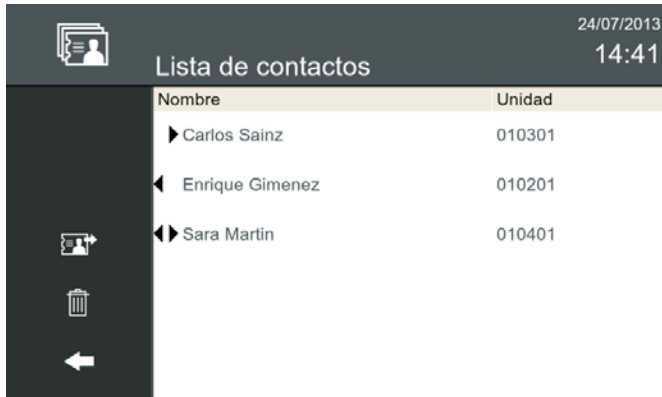 24/07/2013
14:41
Lista de contactos
Nombre Unidad
Carlos Sainz 010301
Enrique Gimenez 010201
Sara Martin 010401